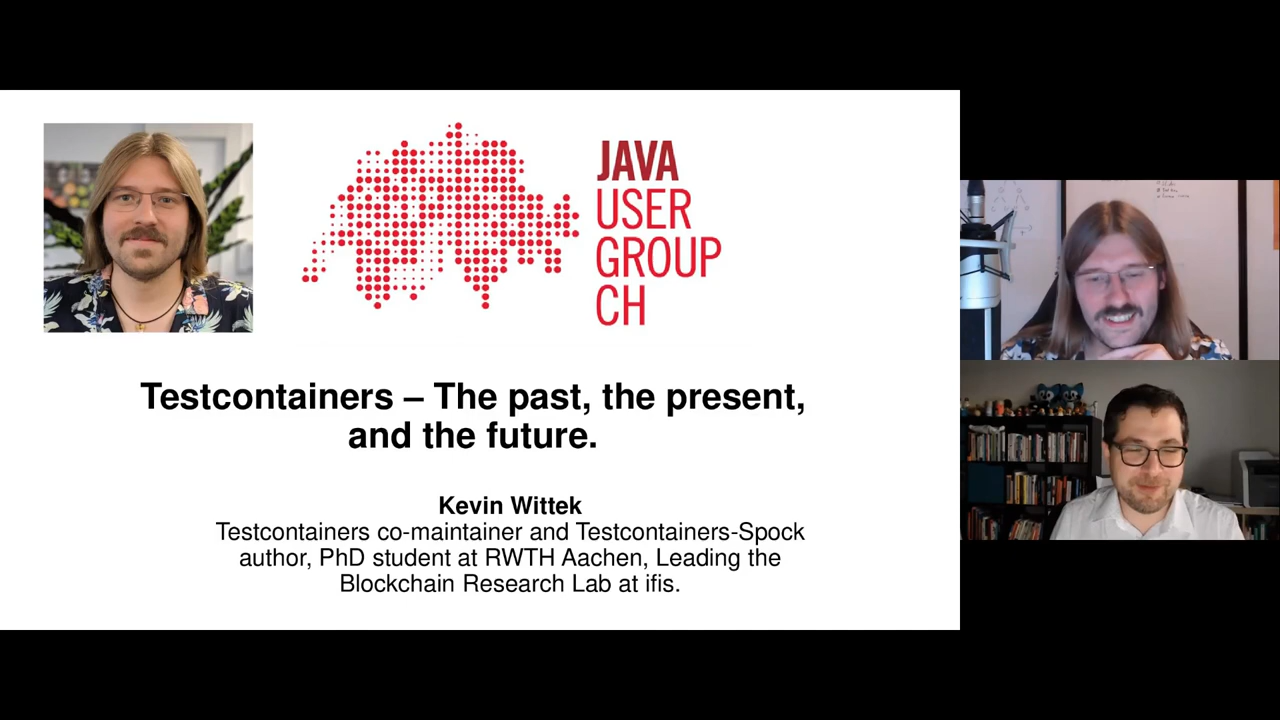 JAVA
USER
GROUP
CH
Testcontainers – The past, the present,
and the future.
Kevin Wittek
Testcontainers co-maintainer and Testcontainers-Spock
author, PhD student at RWTH Aachen, Leading the
Blockchain Research Lab at ifis.